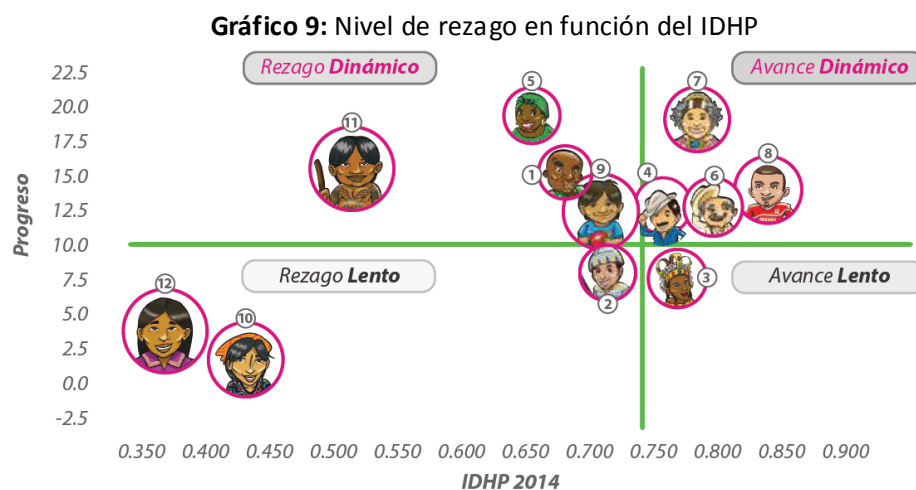 Gráfico 9: Nivel de rezago en función del IDHP
Rezago Dinámico
Avance Dinámico
Rezago Lento
Avance Lento
Progreso
22.5
20.0
17.5
15.0
12.5
10.0
7.5
5.0
2.5
0.0
-2.5
5
7
11
1
9
4
6
8
12
10
2
3
0.350 0.400 0.450 0.500 0.550 0.600 0.650 0.700 0.750 0.800 0.850 0.900
IDHP 2014